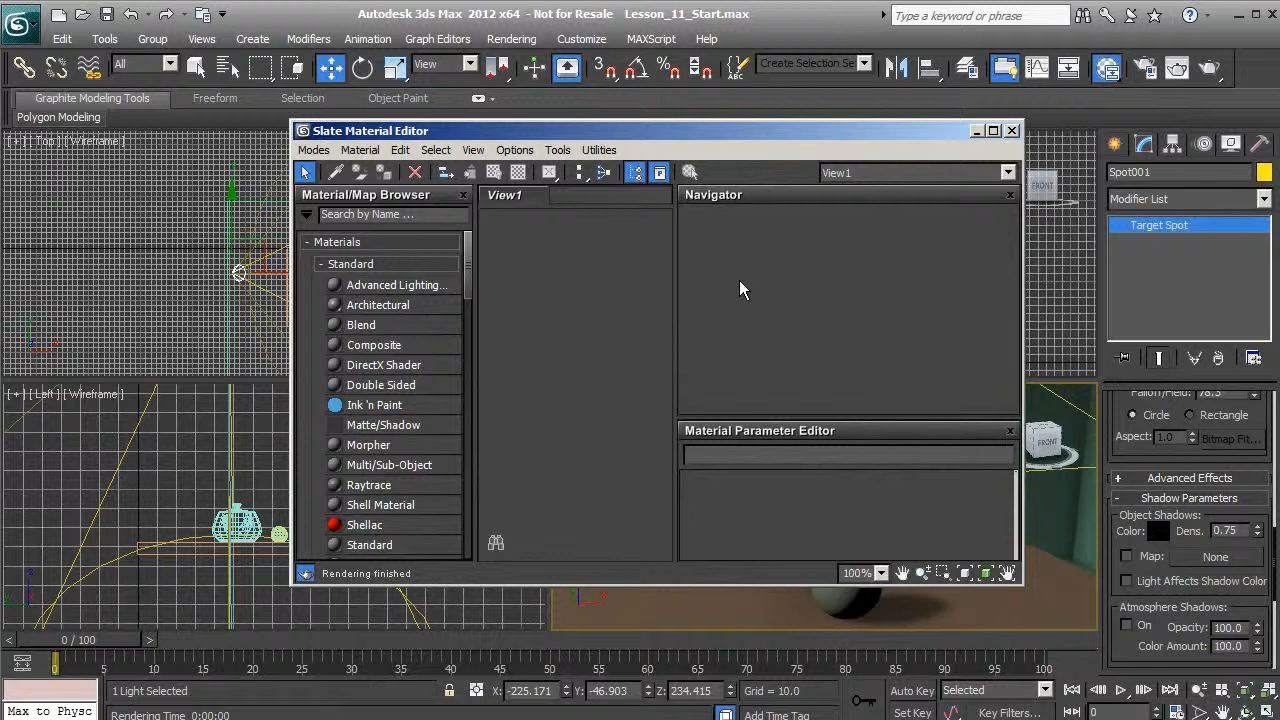 Autodesk 3ds Max 2012 x64 - Not for Resale Lesson_11_Start.max
Type a keyword or phrase
Edit Tools Group Views Create Modifiers Animation Graph Editors Rendering Customize MAXScript Help
All View Create Selection Se
Graphite Modeling Tools Freeform Selection Object Paint
Polygon Modeling
[ + ] [ Top ] [ Wireframe ]
Slate Material Editor
Modes Material Edit Select View Options Tools Utilities
View1
Material/Map Browser
View1
Navigator
Search by Name ...
- Materials
- Standard
Advanced Lighting...
Architectural
Blend
Composite
DirectX Shader
Double Sided
Ink 'n Paint
Matte/Shadow
Morpher
Multi/Sub-Object
Raytrace
Shell Material
Shellac
Standard
Material Parameter Editor
Rendering finished
100%
[ + ] [ Left ] [ Wireframe ]
FRONT
FRONT
Spot001
Modifier List
Target Spot
Falloff/Field: 78.3
Circle Rectangle
Aspect: 1.0 Bitmap Fit...
+ Advanced Effects
- Shadow Parameters
Object Shadows:
Color: Dens. 0.75
Map: None
Light Affects Shadow Color
Atmosphere Shadows:
On Opacity: 100.0
Color Amount: 100.0
< 0 / 100 >
0 5 10 15 20 25 30 35 40 45 50 55 60 65 70 75 80 85 90 95 100
1 Light Selected X: -225.171 Y: -46.903 Z: 234.415 Grid = 10.0 Auto Key Selected
Max to Physc Rendering Time 0:00:00 Add Time Tag Set Key Key Filters... 0